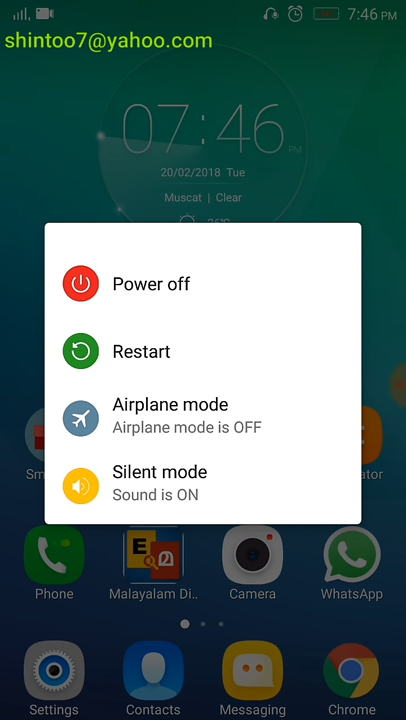 7:46 PM
shintoo7@yahoo.com
07:46 PM
20/02/2018 Tue
Muscat | Clear
Power off
Restart
Airplane mode
Airplane mode is OFF
Silent mode
Sound is ON
Phone
Malayalam Di..
Camera
WhatsApp
Settings
Contacts
Messaging
Chrome